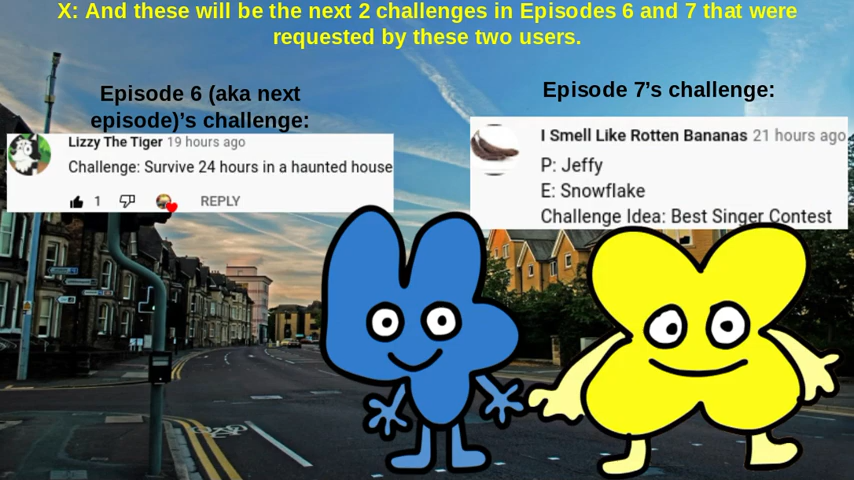 X: And these will be the next 2 challenges in Episodes 6 and 7 that were
requested by these two users.
Episode 6 (aka next
episode)’s challenge:
Lizzy The Tiger 19 hours ago
Challenge: Survive 24 hours in a haunted house
1 REPLY
Episode 7’s challenge:
I Smell Like Rotten Bananas 21 hours ago
P: Jeffy
E: Snowflake
Challenge Idea: Best Singer Contest